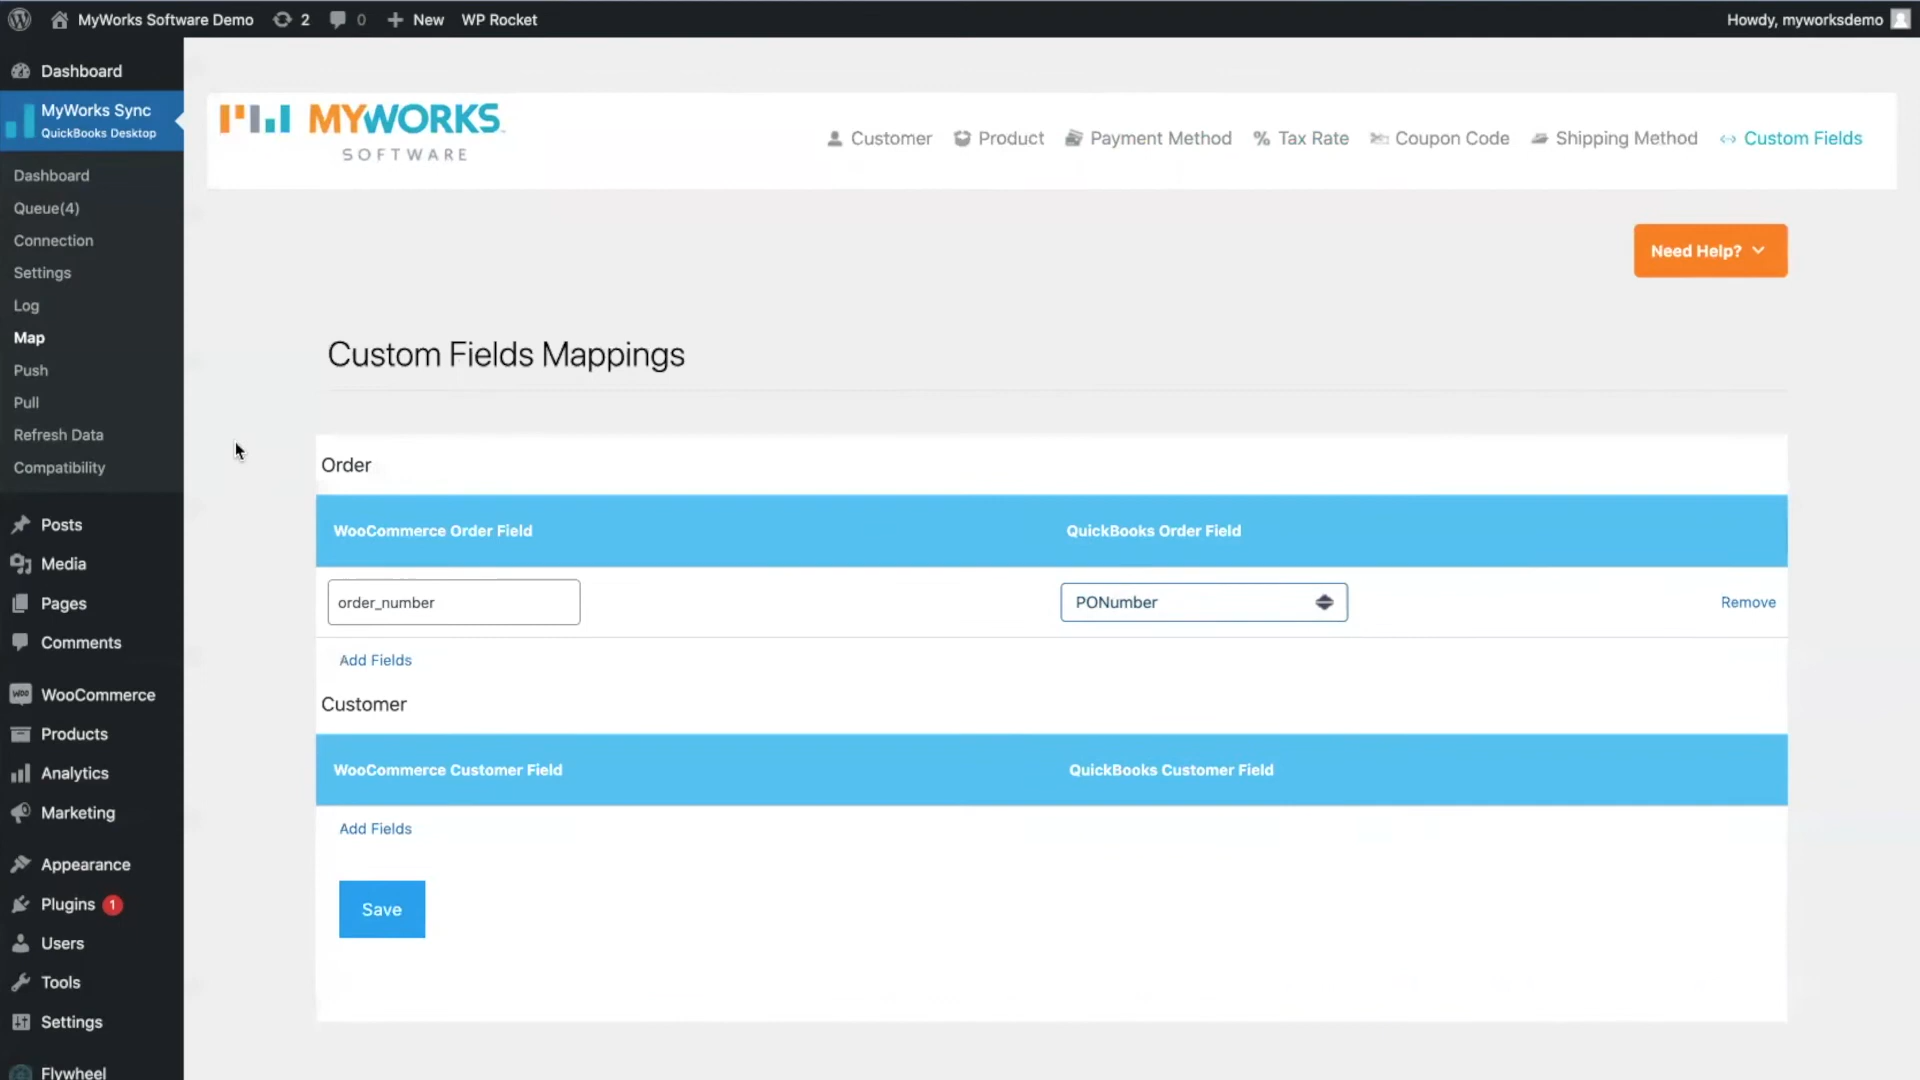 MyWorks Software Demo
2
0
New
WP Rocket
Howdy, myworksdemo
Dashboard
MyWorks Sync
QuickBooks Desktop
Dashboard
Queue(4)
Connection
Settings
Log
Map
Push
Pull
Refresh Data
Compatibility
Posts
Media
Pages
Comments
WooCommerce
Products
Analytics
Marketing
Appearance
Plugins 1
Users
Tools
Settings
Flywheel
MYWORKS
SOFTWARE
Customer
Product
Payment Method
% Tax Rate
Coupon Code
Shipping Method
Custom Fields
Need Help?
Custom Fields Mappings
Order
WooCommerce Order Field
QuickBooks Order Field
order_number
PONumber
Remove
Add Fields
Customer
WooCommerce Customer Field
QuickBooks Customer Field
Add Fields
Save